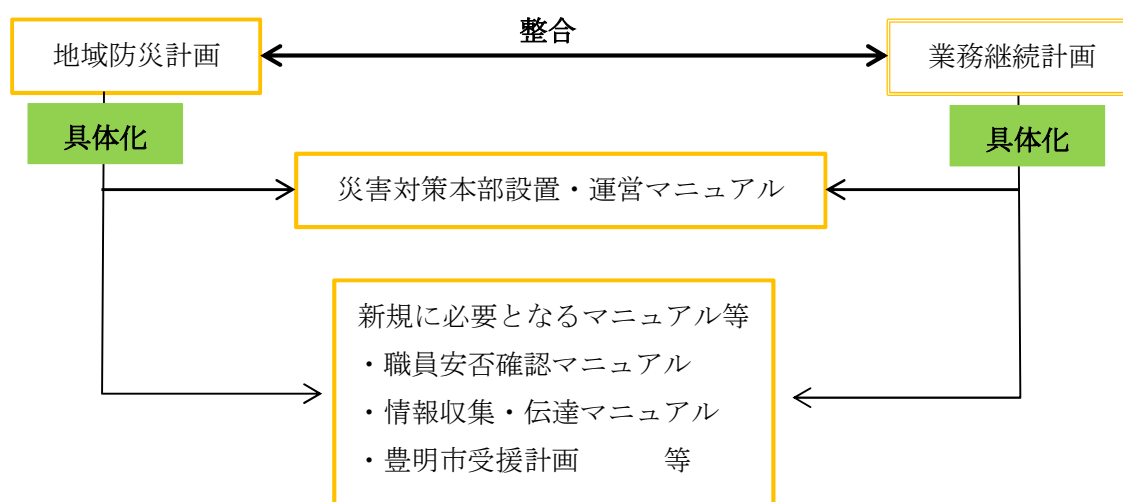 整合
地域防災計画
業務継続計画
具体化
具体化
災害対策本部設置・運営マニュアル
新規に必要となるマニュアル等
・職員安否確認マニュアル
・情報収集・伝達マニュアル
・豊明市受援計画　　　等